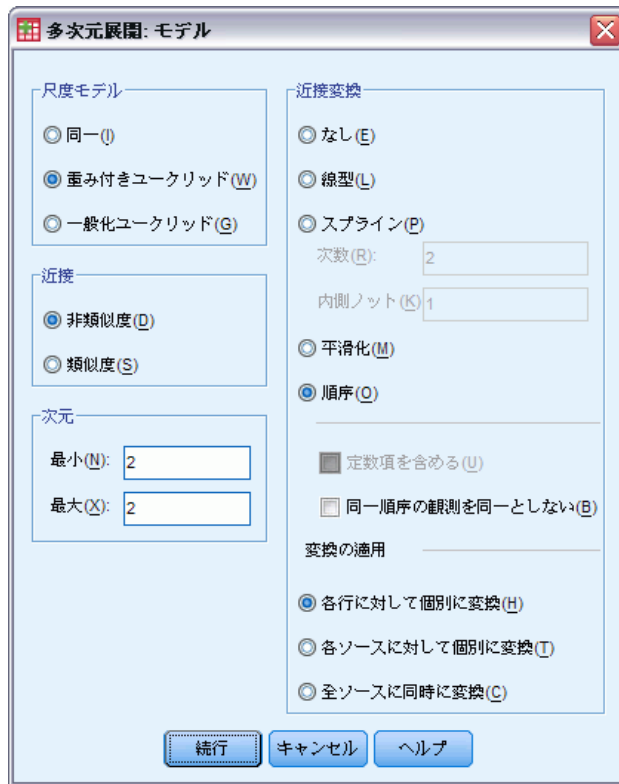 多次元展開: モデル
尺度モデル
同一(I)
重み付きユークリッド(W)
一般化ユークリッド(G)
近接
非類似度(D)
類似度(S)
次元
最小(N): 2
最大(X): 2
近接変換
なし(E)
線型(L)
スプライン(P)
次数(R): 2
内側ノット(K) 1
平滑化(M)
順序(O)
定数項を含める(U)
同一順序の観測を同一としない(B)
変換の適用
各行に対して個別に変換(H)
各ソースに対して個別に変換(T)
全ソースに同時に変換(C)
続行 キャンセル ヘルプ